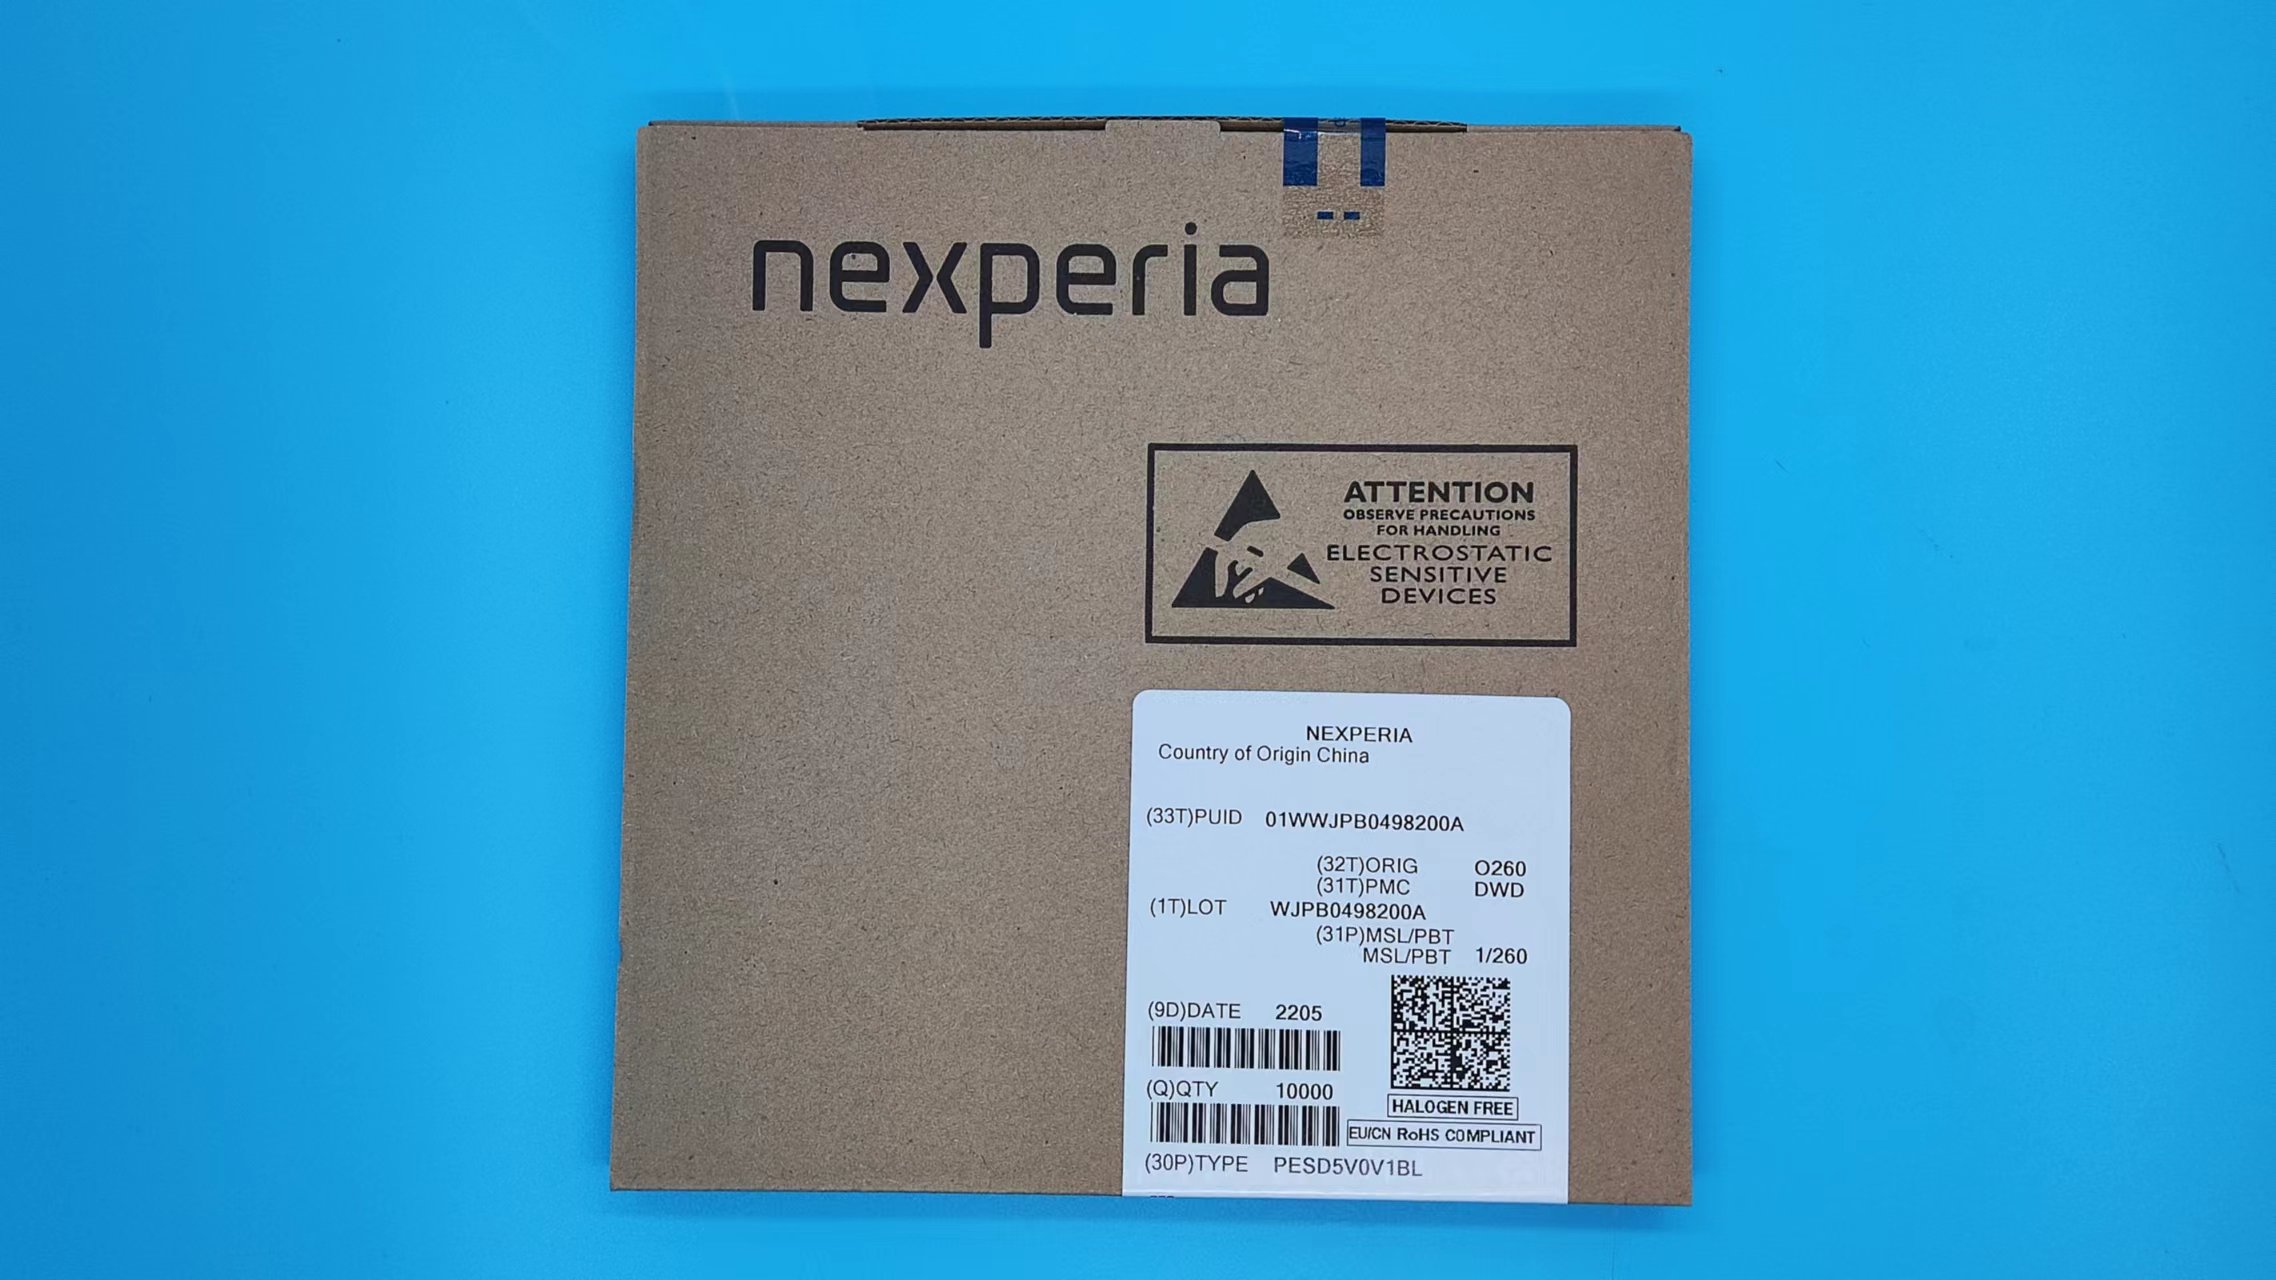 nexperia
ATTENTION
OBSERVE PRECAUTIONS
FOR HANDLING
ELECTROSTATIC
SENSITIVE
DEVICES
NEXPERIA
Country of Origin China
(33T)PUID 01WWJPB0498200A
(32T)ORIG O260
(31T)PMC DWD
(1T)LOT WJPB0498200A
(31P)MSL/PBT
MSL/PBT 1/260
(9D)DATE 2205
(Q)QTY 10000
HALOGEN FREE
EU/CN RoHS COMPLIANT
(30P)TYPE PESD5V0V1BL